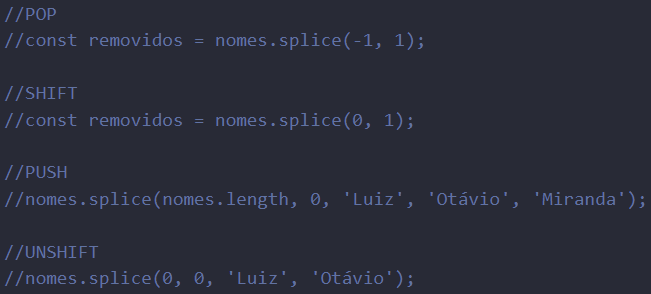 //POP
//const removidos = nomes.splice(-1, 1);
//SHIFT
//const removidos = nomes.splice(0, 1);
//PUSH
//nomes.splice(nomes.length, 0, 'Luiz', 'Otávio', 'Miranda');
//UNSHIFT
//nomes.splice(0, 0, 'Luiz', 'Otávio');